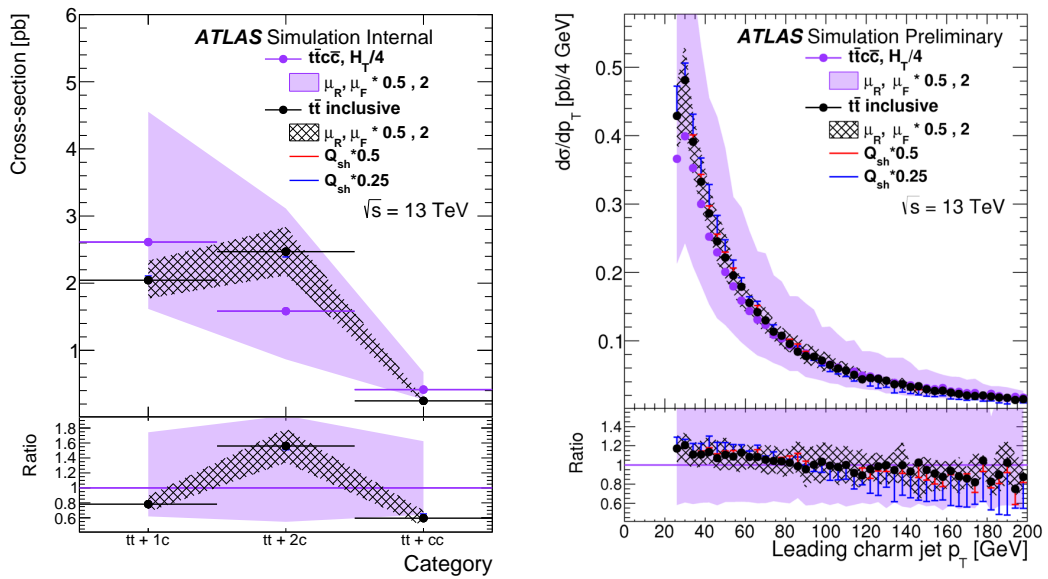 ATLAS Simulation Internal
tt̄cc̄, H_T/4
μ_R, μ_F * 0.5 , 2
tt̄ inclusive
μ_R, μ_F * 0.5 , 2
Q_sh*0.5
Q_sh*0.25
√s = 13 TeV
Cross-section [pb]
6
5
4
3
2
1
Ratio
1.8
1.6
1.4
1.2
1
0.8
0.6
tt + 1c
tt + 2c
tt + cc
Category
ATLAS Simulation Preliminary
tt̄cc̄, H_T/4
μ_R, μ_F * 0.5 , 2
tt̄ inclusive
μ_R, μ_F * 0.5 , 2
Q_sh*0.5
Q_sh*0.25
√s = 13 TeV
dσ/dp_T [pb/4 GeV]
0.5
0.4
0.3
0.2
0.1
Ratio
1.4
1.2
1
0.8
0.6
0 20 40 60 80 100 120 140 160 180 200
Leading charm jet p_T [GeV]